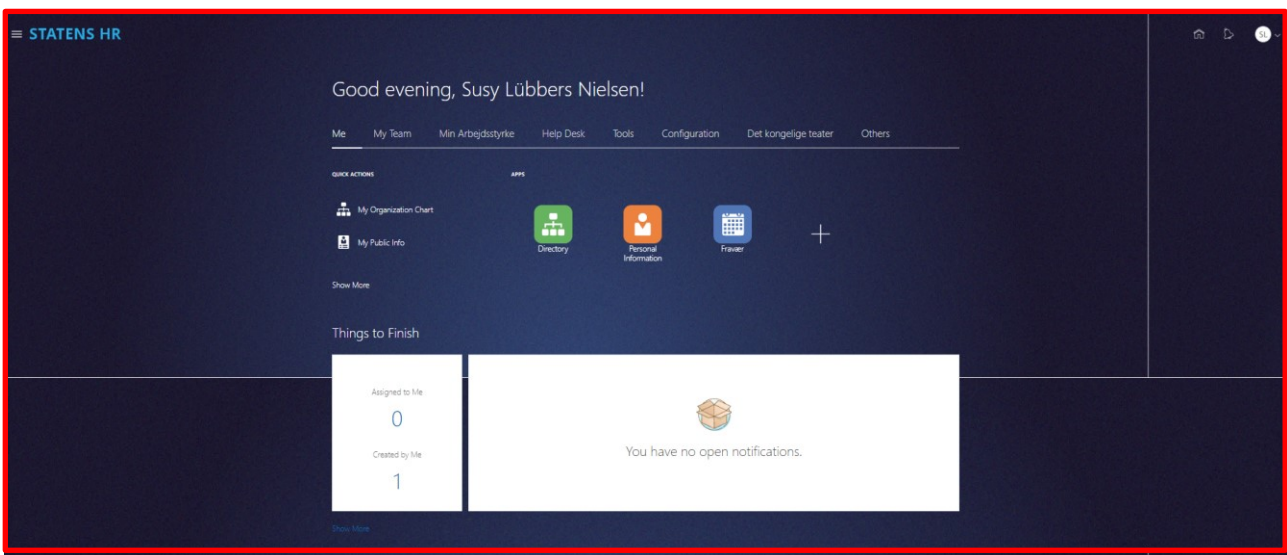 STATENS HR
SL
Good evening, Susy Lübbers Nielsen!
Me My Team Min Arbejdsstyrke Help Desk Tools Configuration Det kongelige teater Others
QUICK ACTIONS
My Organization Chart
My Public Info
Show More
APPS
Directory
Personal
Information
Fravær
Things to Finish
Assigned to Me
0
Created by Me
1
You have no open notifications.
Show More